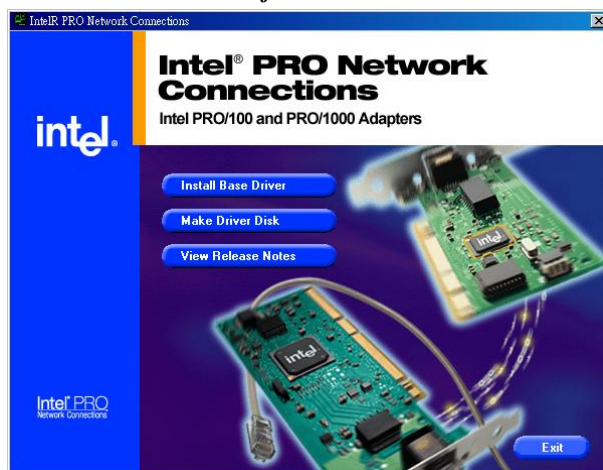 IntelR PRO Network Connections
Intel® PRO Network
Connections
Intel PRO/100 and PRO/1000 Adapters
intel.
Install Base Driver
Make Driver Disk
View Release Notes
intel
intel
Intel® PRO
Network Connections
Exit